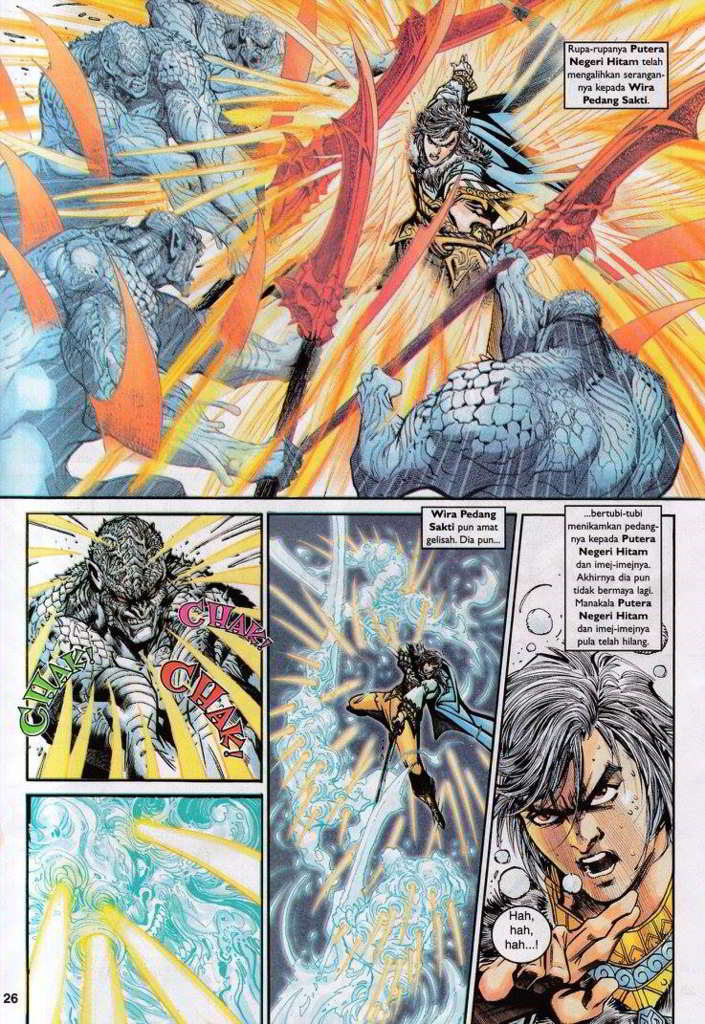 Rupa-rupanya Putera
Negeri Hitam telah
mengalihkan serangan-
nya kepada Wira
Pedang Sakti.
CHAK!
CHAK!
CHAK!
Wira Pedang
Sakti pun amat
gelisah. Dia pun...
...bertubi-tubi
menikamkan pedang-
nya kepada Putera
Negeri Hitam
dan imej-imejnya.
Akhirnya dia pun
tidak bermaya lagi.
Manakala Putera
Negeri Hitam
dan imej-imejnya
pula telah hilang.
Hah,
hah,
hah...!
26